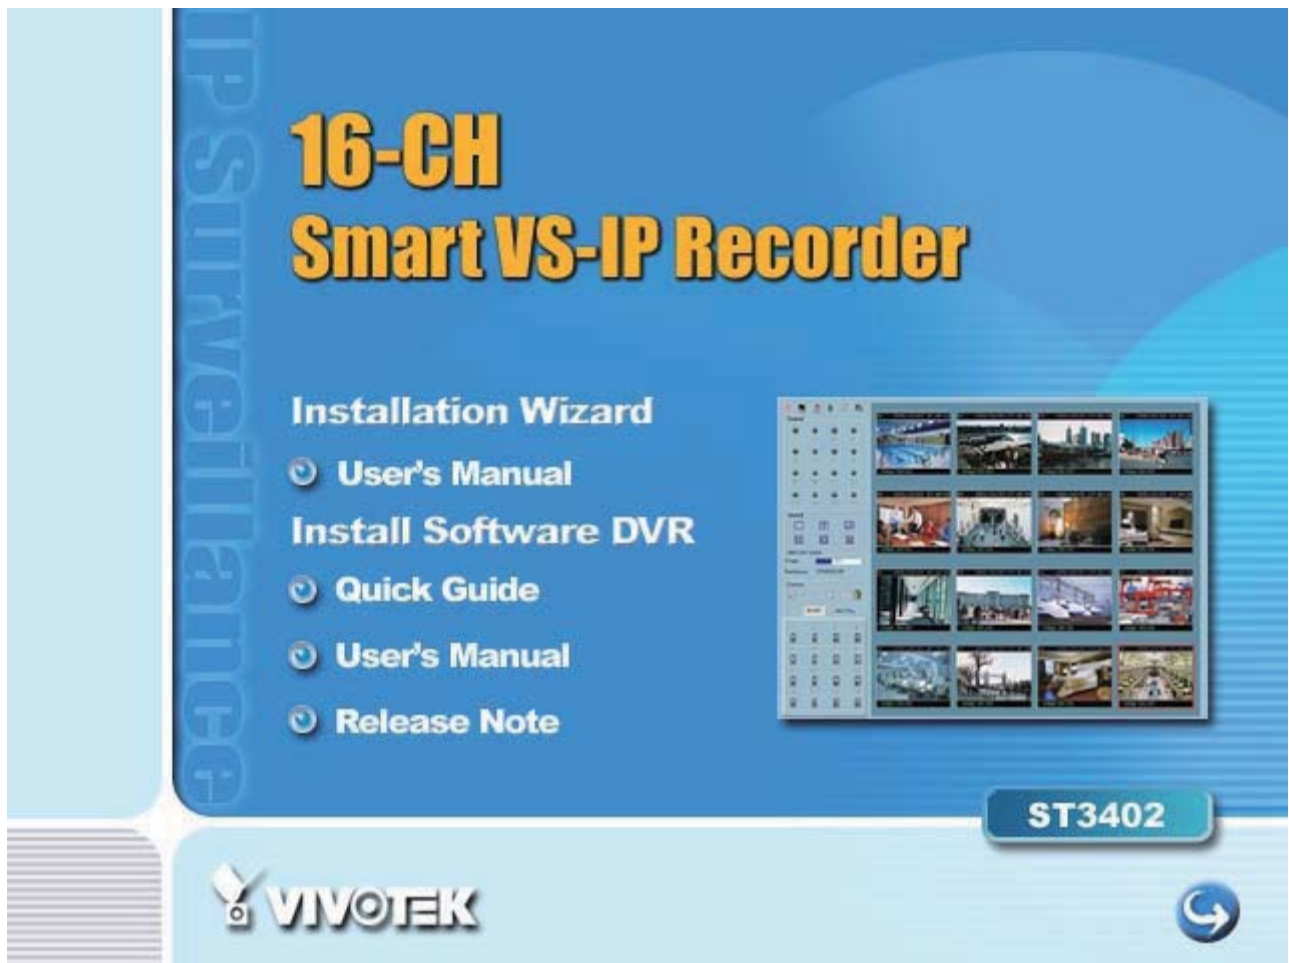 IP Surveillance
16-CH
Smart VS-IP Recorder
Installation Wizard
User's Manual
Install Software DVR
Quick Guide
User's Manual
Release Note
ST3402
VIVOTEK